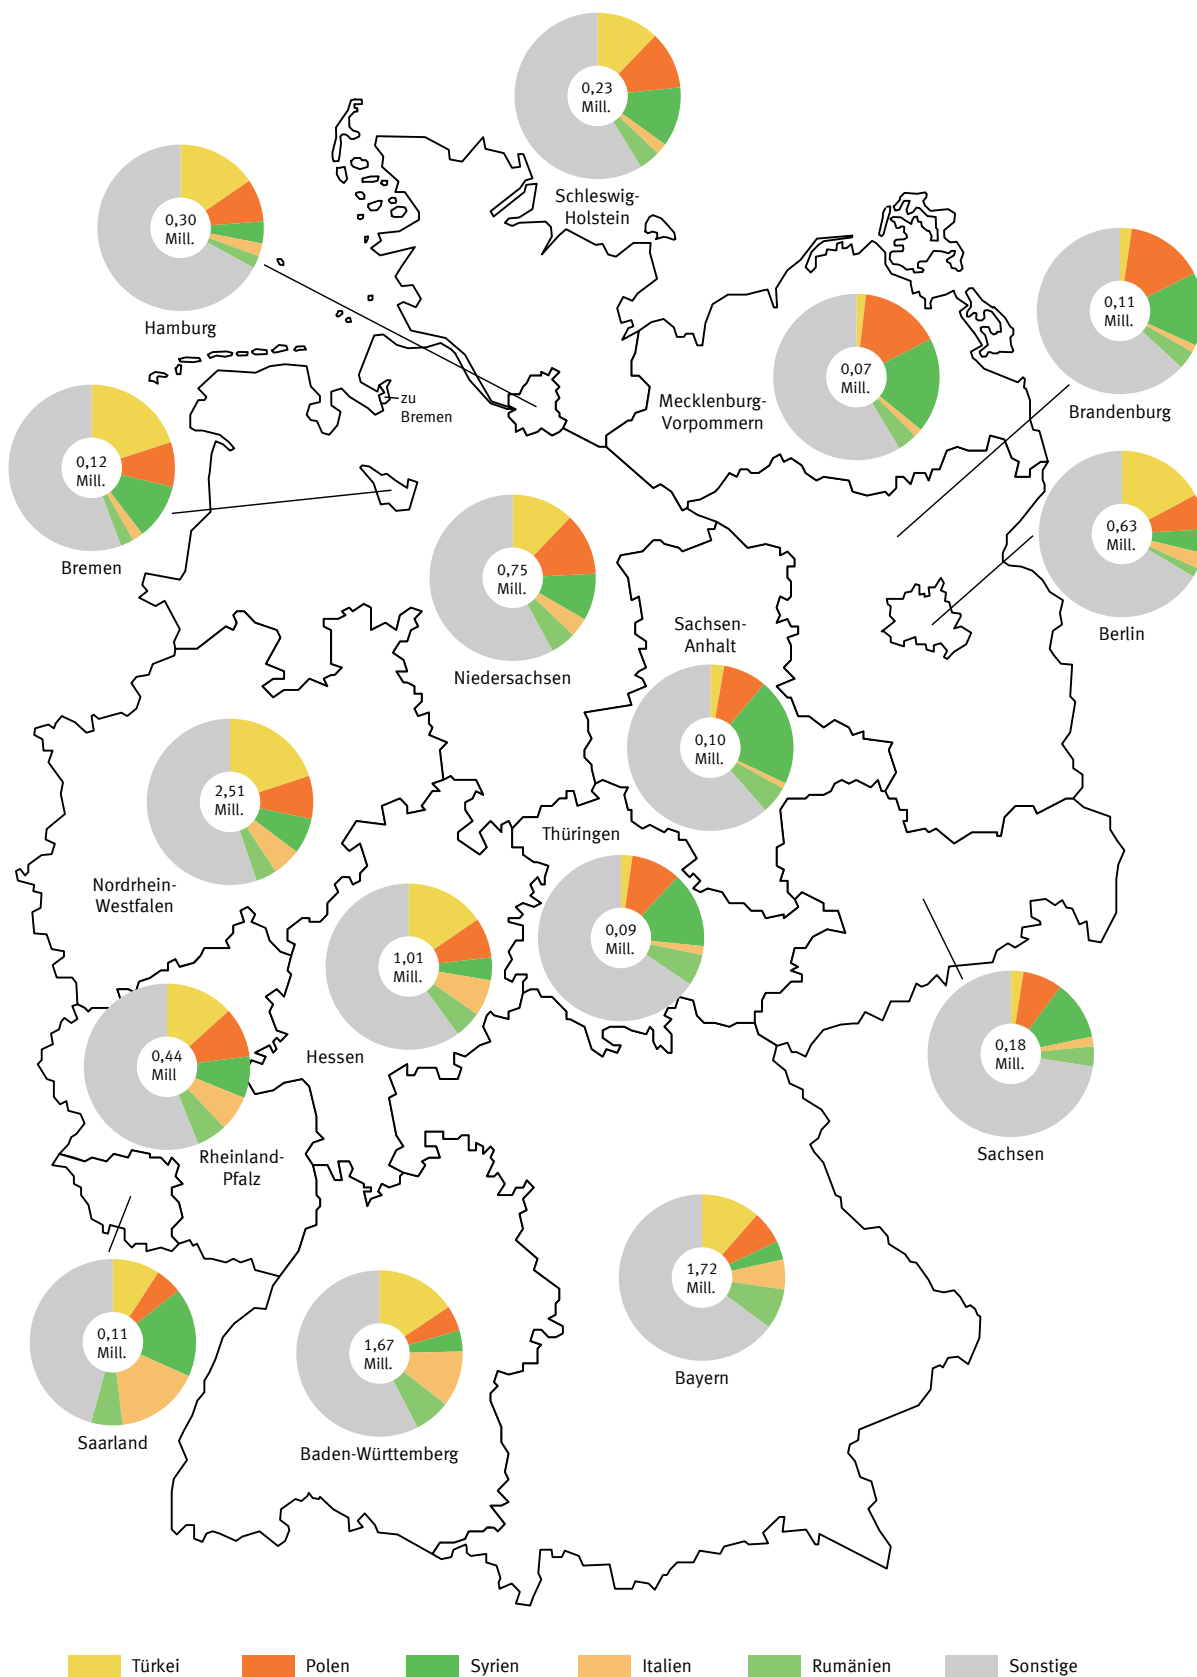 0,23
Mill.
Schleswig-
Holstein
0,30
Mill.
Hamburg
0,11
Mill.
Brandenburg
0,07
Mill.
Mecklenburg-
Vorpommern
zu
Bremen
0,12
Mill.
Bremen
0,63
Mill.
Berlin
0,75
Mill.
Niedersachsen
Sachsen-
Anhalt
0,10
Mill.
2,51
Mill.
Nordrhein-
Westfalen
Thüringen
0,09
Mill.
1,01
Mill.
Hessen
0,44
Mill
Rheinland-
Pfalz
0,18
Mill.
Sachsen
1,72
Mill.
Bayern
0,11
Mill.
Saarland
1,67
Mill.
Baden-Württemberg
Türkei Polen Syrien Italien Rumänien Sonstige